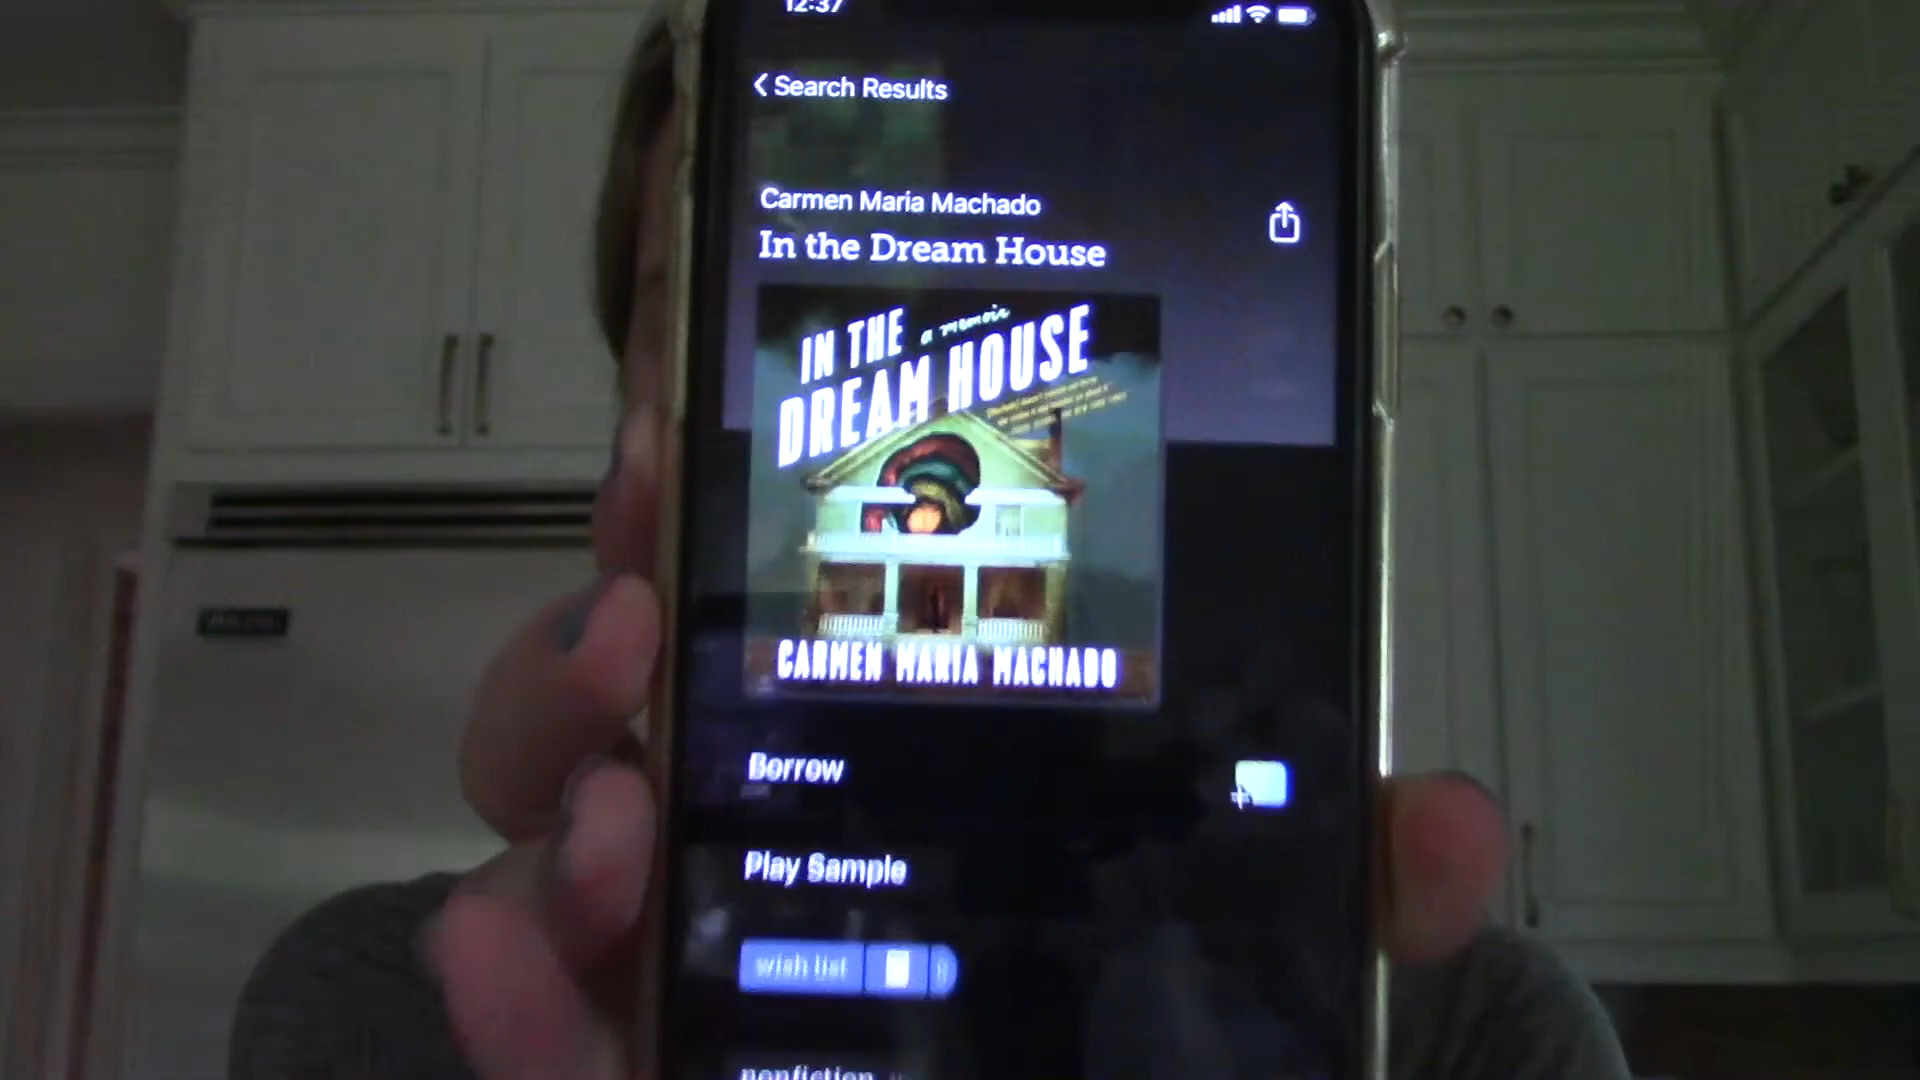 12:37
Search Results
Carmen Maria Machado
In the Dream House
IN THE
a memoir
DREAM HOUSE
CARMEN MARIA MACHADO
Borrow
Play Sample
wish list
nonfiction